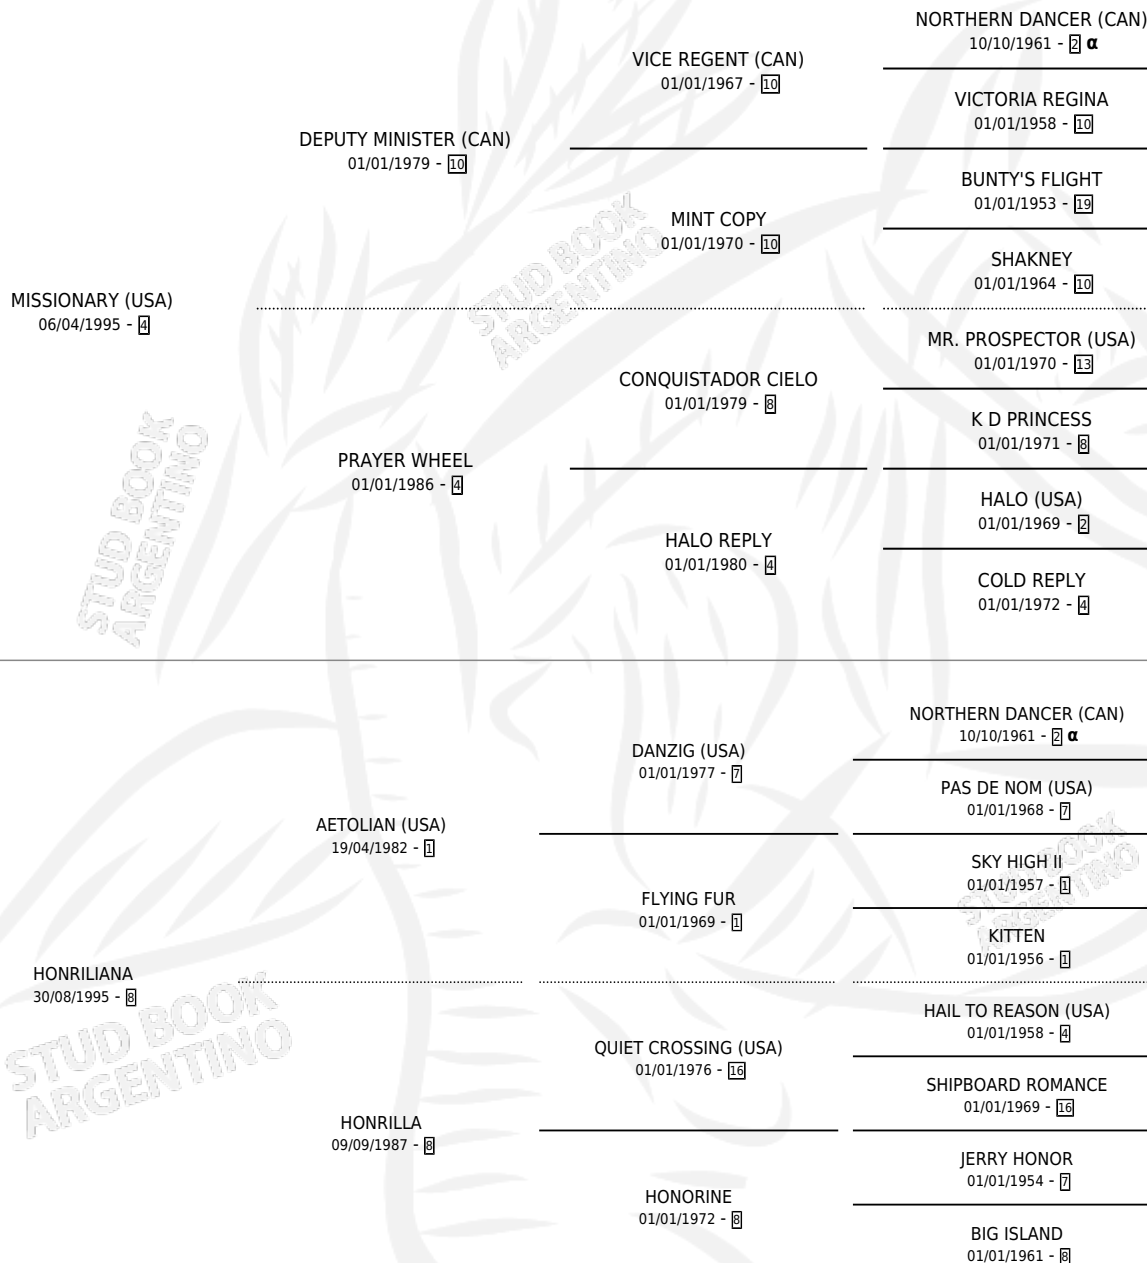 NORTHERN DANCER (CAN)
10/10/1961 - 2 α
VICE REGENT (CAN)
01/01/1967 - 10
VICTORIA REGINA
01/01/1958 - 10
DEPUTY MINISTER (CAN)
01/01/1979 - 10
BUNTY'S FLIGHT
01/01/1953 - 19
MINT COPY
01/01/1970 - 10
SHAKNEY
01/01/1964 - 10
STUD BOOK
ARGENTINO
MISSIONARY (USA)
06/04/1995 - 4
MR. PROSPECTOR (USA)
01/01/1970 - 13
CONQUISTADOR CIELO
01/01/1979 - 8
K D PRINCESS
01/01/1971 - 8
PRAYER WHEEL
01/01/1986 - 4
HALO (USA)
01/01/1969 - 2
HALO REPLY
01/01/1980 - 4
COLD REPLY
01/01/1972 - 4
STUD BOOK
ARGENTINO
NORTHERN DANCER (CAN)
10/10/1961 - 2 α
DANZIG (USA)
01/01/1977 - 7
PAS DE NOM (USA)
01/01/1968 - 7
AETOLIAN (USA)
19/04/1982 - 1
SKY HIGH II
01/01/1957 - 1
STUD BOOK
ARGENTINO
FLYING FUR
01/01/1969 - 1
KITTEN
01/01/1956 - 1
HONRILIANA
30/08/1995 - 8
STUD BOOK
ARGENTINO
HAIL TO REASON (USA)
01/01/1958 - 4
QUIET CROSSING (USA)
01/01/1976 - 16
SHIPBOARD ROMANCE
01/01/1969 - 16
HONRILLA
09/09/1987 - 8
JERRY HONOR
01/01/1954 - 7
HONORINE
01/01/1972 - 8
BIG ISLAND
01/01/1961 - 8